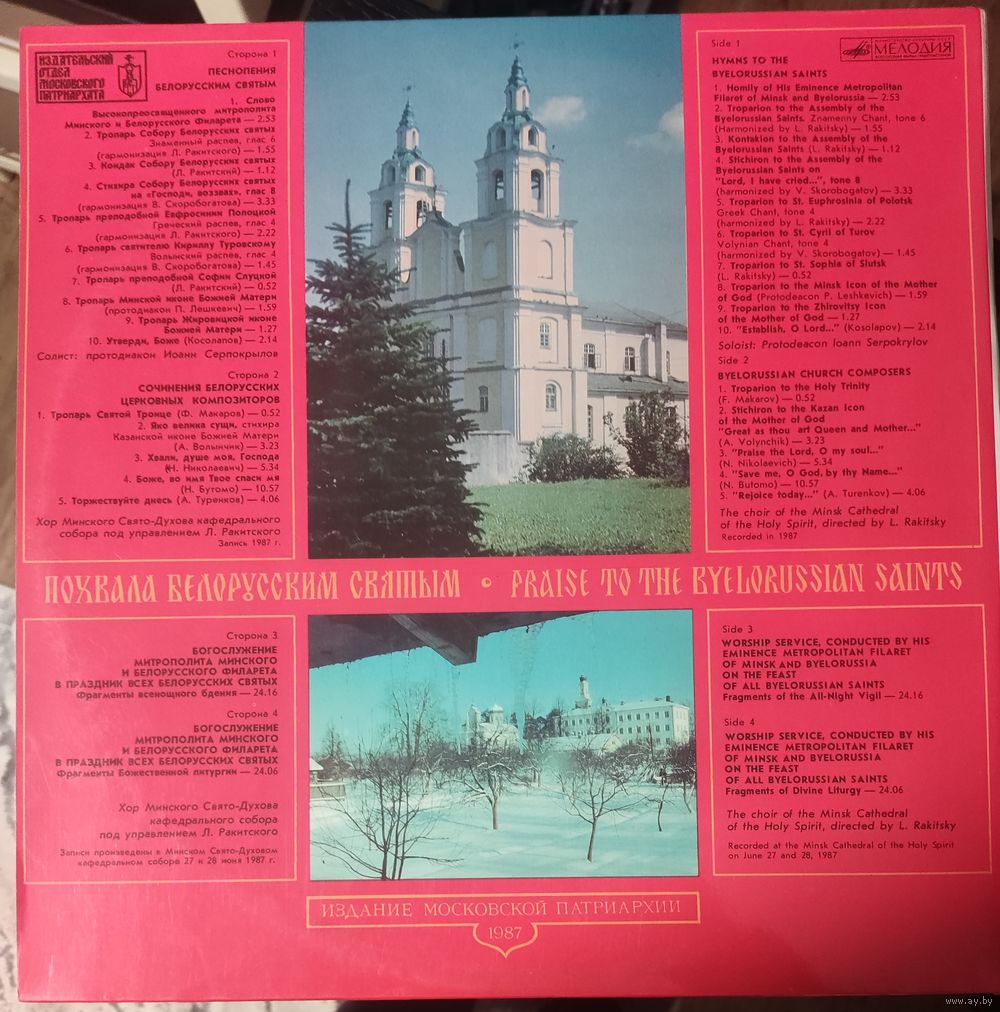 ИЗДАТЕЛЬСКИЙ
ОТДЕЛ
МОСКОВСКОГО
ПАТРИАРХАТА
Сторона 1
ПЕСНОПЕНИЯ
БЕЛОРУССКИМ СВЯТЫМ
1. Слово
Высокопреосвященного митрополита
Минского и Белорусского Филарета — 2.53
2. Тропарь Собору Белорусских святых
Знаменный распев, глас 6
(гармонизация Л. Ракитского) — 1.55
3. Кондак Собору Белорусских святых
(Л. Ракитский) — 1.12
4. Стихира Собору Белорусских святых
на «Господи, воззвах», глас 8
(гармонизация В. Скоробогатова) — 3.33
5. Тропарь преподобной Евфросинии Полоцкой
Греческий распев, глас 4
(гармонизация Л. Ракитского) — 2.22
6. Тропарь святителю Кириллу Туровскому
Волынский распев, глас 4
(гармонизация В. Скоробогатова) — 1.45
7. Тропарь преподобной Софии Слуцкой
(Л. Ракитский) — 0.52
8. Тропарь Минской иконе Божией Матери
(протодиакон П. Лешкевич) — 1.59
9. Тропарь Жировицкой иконе
Божией Матери — 1.27
10. Утверди, Боже (Косолапов) — 2.14
Солист: протодиакон Иоанн Серпокрылов
Сторона 2
СОЧИНЕНИЯ БЕЛОРУССКИХ
ЦЕРКОВНЫХ КОМПОЗИТОРОВ
1. Тропарь Святой Троице (Ф. Макаров) — 0.52
2. Яко велика сущи, стихира
Казанской иконе Божией Матери
(А. Волынчик) — 3.23
3. Хвали, душе моя, Господа
(Н. Николаевич) — 5.34
4. Боже, во имя Твое спаси мя
(Н. Бутомо) — 10.57
5. Торжествуйте днесь (А. Туренков) — 4.06
Хор Минского Свято-Духова кафедрального
собора под управлением Л. Ракитского
Запись 1987 г.
Side 1
МЕЛОДИЯ
HYMNS TO THE
BYELORUSSIAN SAINTS
1. Homily of His Eminence Metropolitan
Filaret of Minsk and Byelorussia — 2.53
2. Troparion to the Assembly of the
Byelorussian Saints. Znamenny Chant, tone 6
(Harmonized by L. Rakitsky) — 1.55
3. Kontakion to the Assembly of the
Byelorussian Saints (L. Rakitsky) — 1.12
4. Stichiron to the Assembly of the
Byelorussian Saints on
"Lord, I have cried...", tone 8
(harmonized by V. Skorobogatov) — 3.33
5. Troparion to St. Euphrosinia of Polotsk
Greek Chant, tone 4
(harmonized by L. Rakitsky) — 2.22
6. Troparion to St. Cyril of Turov
Volynian Chant, tone 4
(harmonized by V. Skorobogatov) — 1.45
7. Troparion to St. Sophia of Slutsk
(L. Rakitsky) — 0.52
8. Troparion to the Minsk Icon of the Mother
of God (Protodeacon P. Leshkevich) — 1.59
9. Troparion to the Zhirovitsy Icon
of the Mother of God — 1.27
10. "Establish, O Lord..." (Kosolapov) — 2.14
Soloist: Protodeacon Ioann Serpokrylov
Side 2
BYELORUSSIAN CHURCH COMPOSERS
1. Troparion to the Holy Trinity
(F. Makarov) — 0.52
2. Stichiron to the Kazan Icon
of the Mother of God
"Great as thou art Queen and Mother..."
(A. Volynchik) — 3.23
3. "Praise the Lord, O my soul..."
(N. Nikolaevich) — 5.34
4. "Save me, O God, by thy Name..."
(N. Butomo) — 10.57
5. "Rejoice today..." (A. Turenkov) — 4.06
The choir of the Minsk Cathedral
of the Holy Spirit, directed by L. Rakitsky
Recorded in 1987
ПОХВАЛА БЕЛОРУССКИМ СВЯТЫМ • PRAISE TO THE BYELORUSSIAN SAINTS
Сторона 3
БОГОСЛУЖЕНИЕ
МИТРОПОЛИТА МИНСКОГО
И БЕЛОРУССКОГО ФИЛАРЕТА
В ПРАЗДНИК ВСЕХ БЕЛОРУССКИХ СВЯТЫХ
Фрагменты всенощного бдения — 24.16
Сторона 4
БОГОСЛУЖЕНИЕ
МИТРОПОЛИТА МИНСКОГО
И БЕЛОРУССКОГО ФИЛАРЕТА
В ПРАЗДНИК ВСЕХ БЕЛОРУССКИХ СВЯТЫХ
Фрагменты Божественной литургии — 24.06
Хор Минского Свято-Духова
кафедрального собора
под управлением Л. Ракитского
Записи произведены в Минском Свято-Духовом
кафедральном соборе 27 и 28 июня 1987 г.
Side 3
WORSHIP SERVICE, CONDUCTED BY HIS
EMINENCE METROPOLITAN FILARET
OF MINSK AND BYELORUSSIA
ON THE FEAST
OF ALL BYELORUSSIAN SAINTS
Fragments of the All-Night Vigil — 24.16
Side 4
WORSHIP SERVICE, CONDUCTED BY HIS
EMINENCE METROPOLITAN FILARET
OF MINSK AND BYELORUSSIA
ON THE FEAST
OF ALL BYELORUSSIAN SAINTS
Fragments of Divine Liturgy — 24.06
The choir of the Minsk Cathedral
of the Holy Spirit, directed by L. Rakitsky
Recorded at the Minsk Cathedral of the Holy Spirit
on June 27 and 28, 1987
ИЗДАНИЕ МОСКОВСКОЙ ПАТРИАРХИИ
1987
www.ay.by